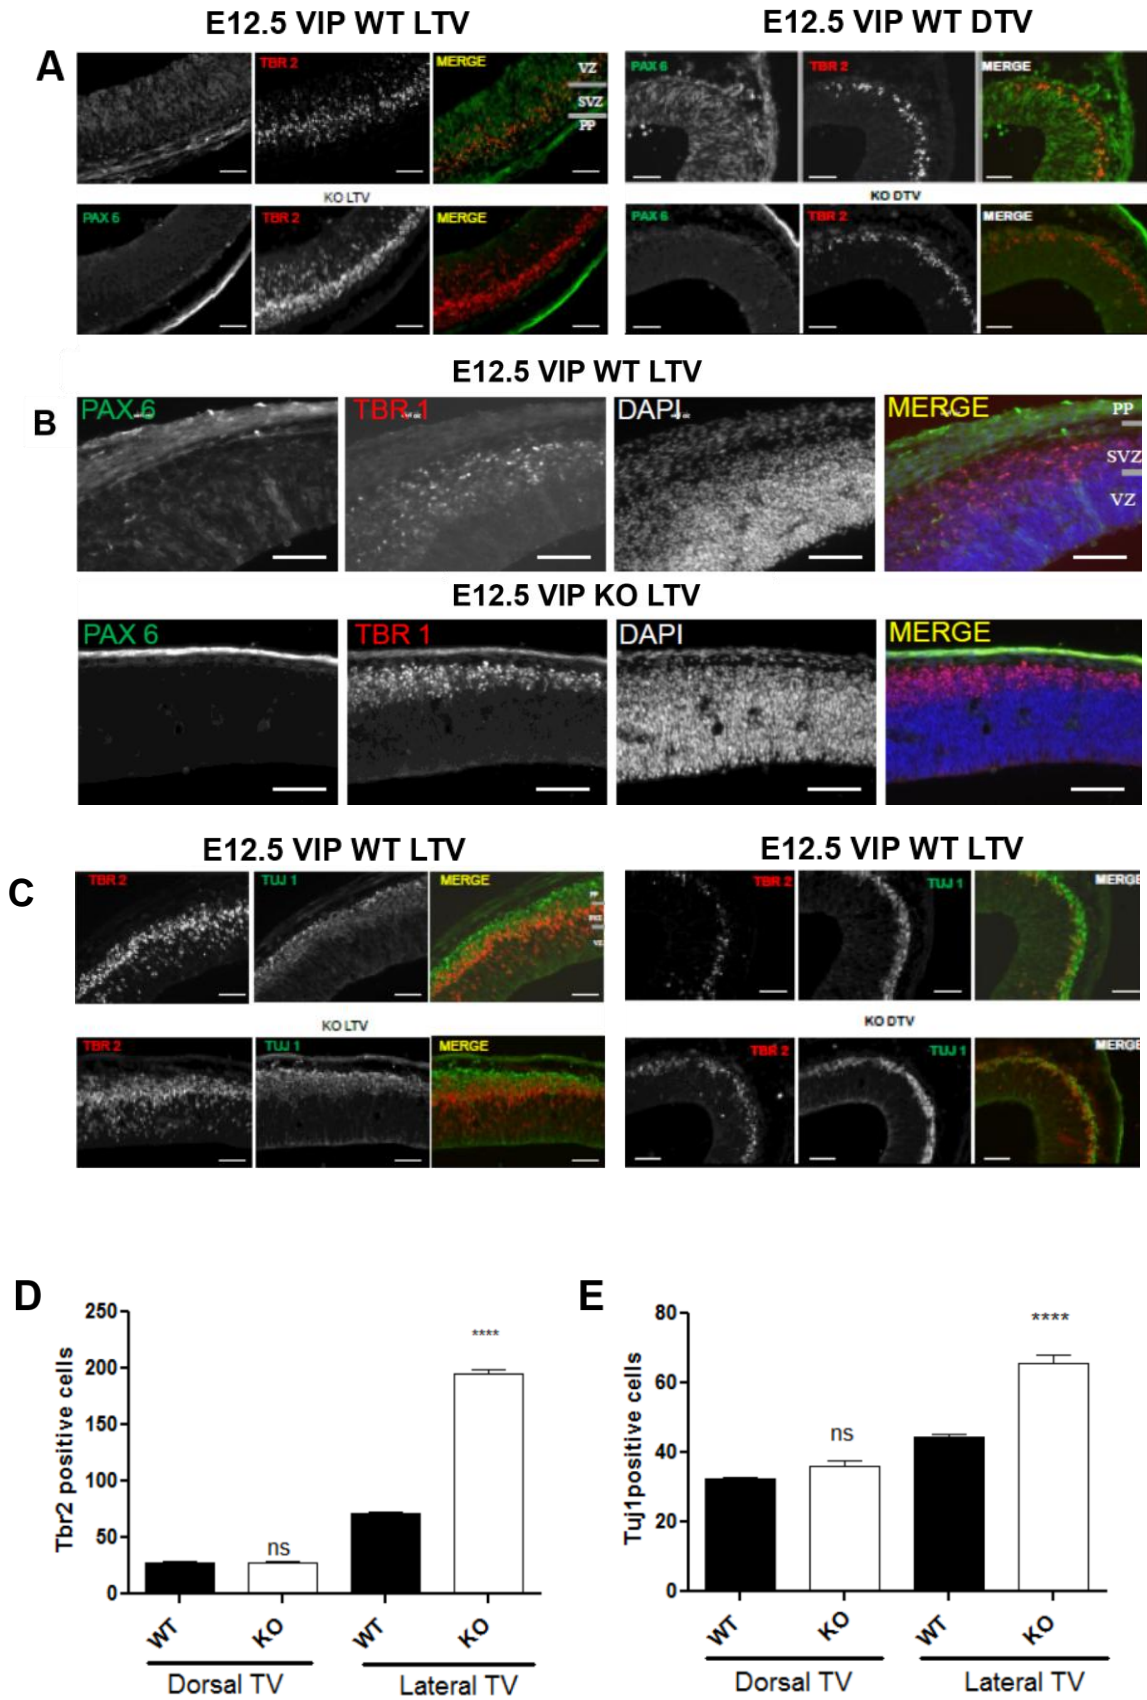 E12.5 VIP WT LTV
E12.5 VIP WT DTV
A
TBR 2
MERGE
VZ
SVZ
PP
PAX 6
TBR 2
MERGE
KO LTV
KO DTV
PAX 6
TBR 2
MERGE
PAX 6
TBR 2
MERGE
E12.5 VIP WT LTV
B
PAX 6
TBR 1
DAPI
MERGE
PP
SVZ
VZ
E12.5 VIP KO LTV
PAX 6
TBR 1
DAPI
MERGE
E12.5 VIP WT LTV
E12.5 VIP WT LTV
C
TBR 2
TUJ 1
MERGE
PP
SVZ
VZ
TBR 2
TUJ 1
MERGE
KO LTV
KO DTV
TBR 2
TUJ 1
MERGE
TBR 2
TUJ 1
MERGE
D
Tbr2 positive cells
250
200
150
100
50
0
ns
****
WT
KO
WT
KO
Dorsal TV
Lateral TV
E
Tuj1positive cells
80
60
40
20
0
ns
****
WT
KO
WT
KO
Dorsal TV
Lateral TV